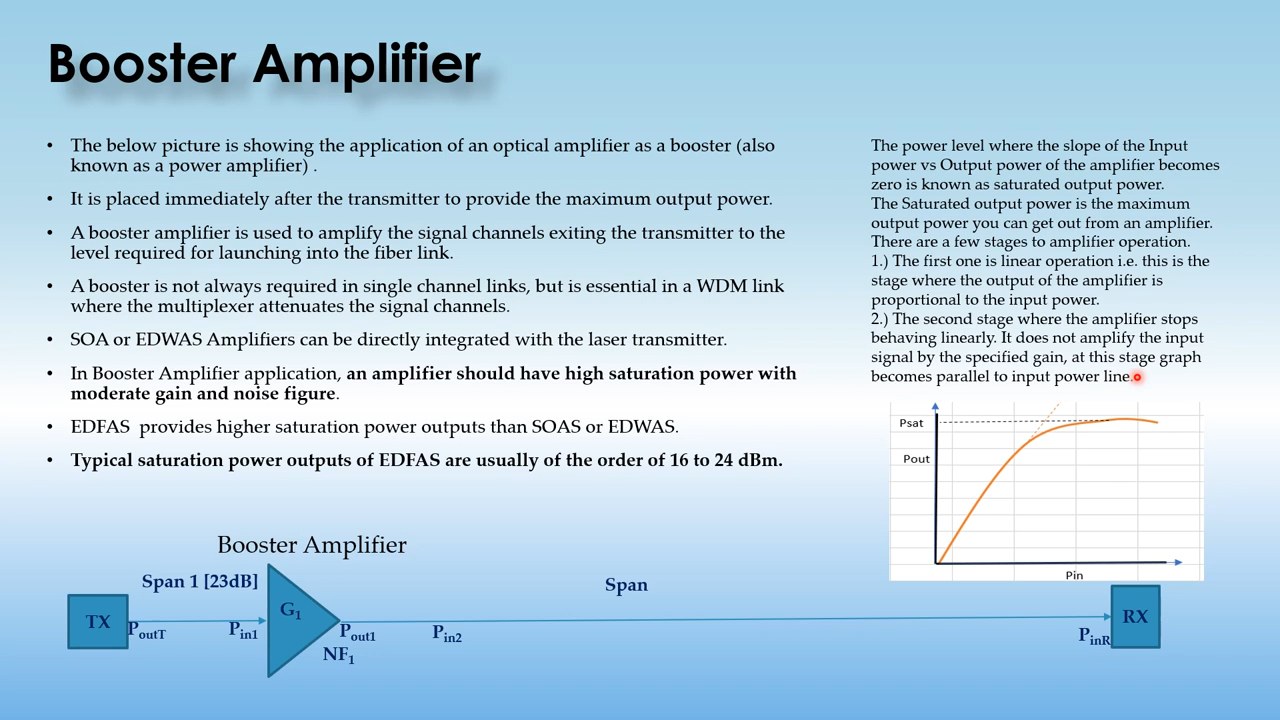 Booster Amplifier
• The below picture is showing the application of an optical amplifier as a booster (also
known as a power amplifier) .
• It is placed immediately after the transmitter to provide the maximum output power.
• A booster amplifier is used to amplify the signal channels exiting the transmitter to the
level required for launching into the fiber link.
• A booster is not always required in single channel links, but is essential in a WDM link
where the multiplexer attenuates the signal channels.
• SOA or EDWAS Amplifiers can be directly integrated with the laser transmitter.
• In Booster Amplifier application, an amplifier should have high saturation power with
moderate gain and noise figure.
• EDFAS provides higher saturation power outputs than SOAS or EDWAS.
• Typical saturation power outputs of EDFAS are usually of the order of 16 to 24 dBm.
The power level where the slope of the Input
power vs Output power of the amplifier becomes
zero is known as saturated output power.
The Saturated output power is the maximum
output power you can get out from an amplifier.
There are a few stages to amplifier operation.
1.) The first one is linear operation i.e. this is the
stage where the output of the amplifier is
proportional to the input power.
2.) The second stage where the amplifier stops
behaving linearly. It does not amplify the input
signal by the specified gain, at this stage graph
becomes parallel to input power line.
Psat
Pout
Pin
Booster Amplifier
Span 1 [23dB]
Span
TX
PoutT
Pin1
G1
Pout1
NF1
Pin2
PinR
RX